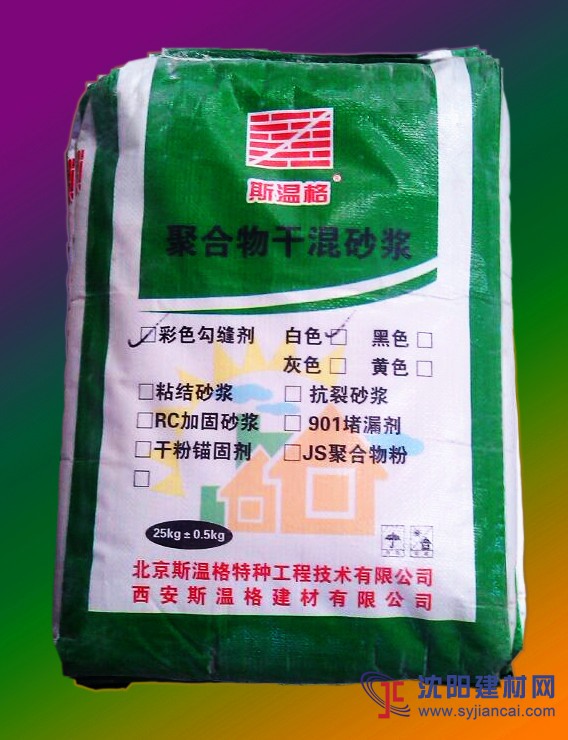 斯温格®
聚合物干混砂浆
☑彩色勾缝剂 白色☑ 黑色□
灰色□ 黄色□
□粘结砂浆 □抗裂砂浆
□RC加固砂浆 □901堵漏剂
□干粉锚固剂 □JS聚合物粉
□
25kg±0.5kg
北京斯温格特种工程技术有限公司
西安斯温格建材有限公司
沈阳建材网
www.syjiancai.com